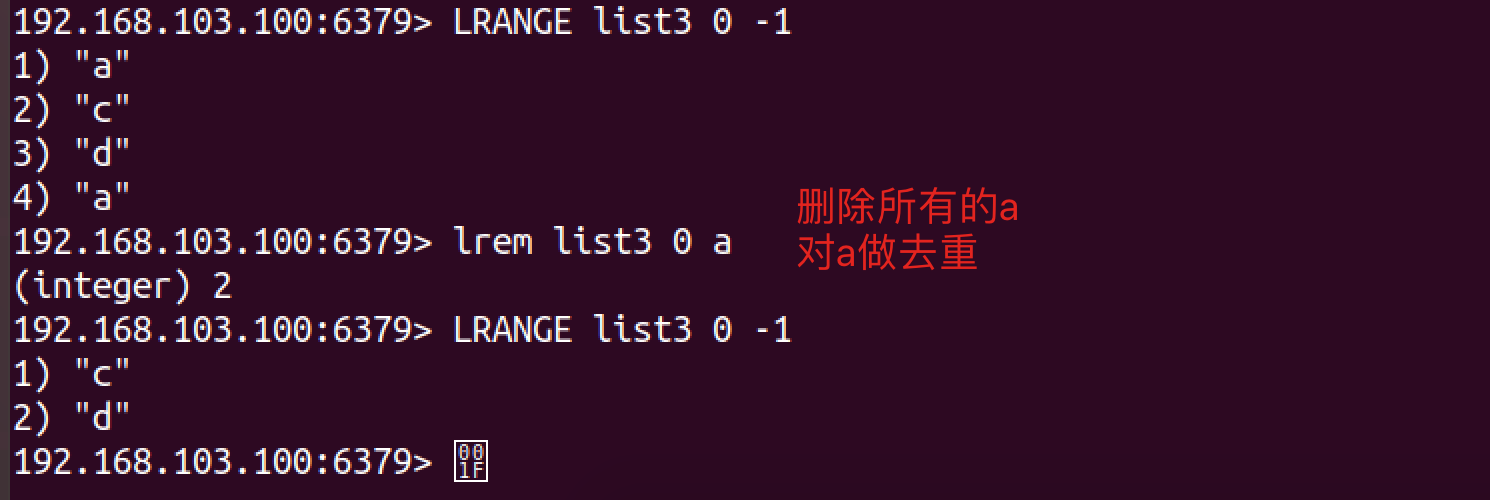 192.168.103.100:6379> LRANGE list3 0 -1
1) "a"
2) "c"
3) "d"
4) "a"
删除所有的a
192.168.103.100:6379> lrem list3 0 a
对a做去重
(integer) 2
192.168.103.100:6379> LRANGE list3 0 -1
1) "c"
2) "d"
192.168.103.100:6379> 001F